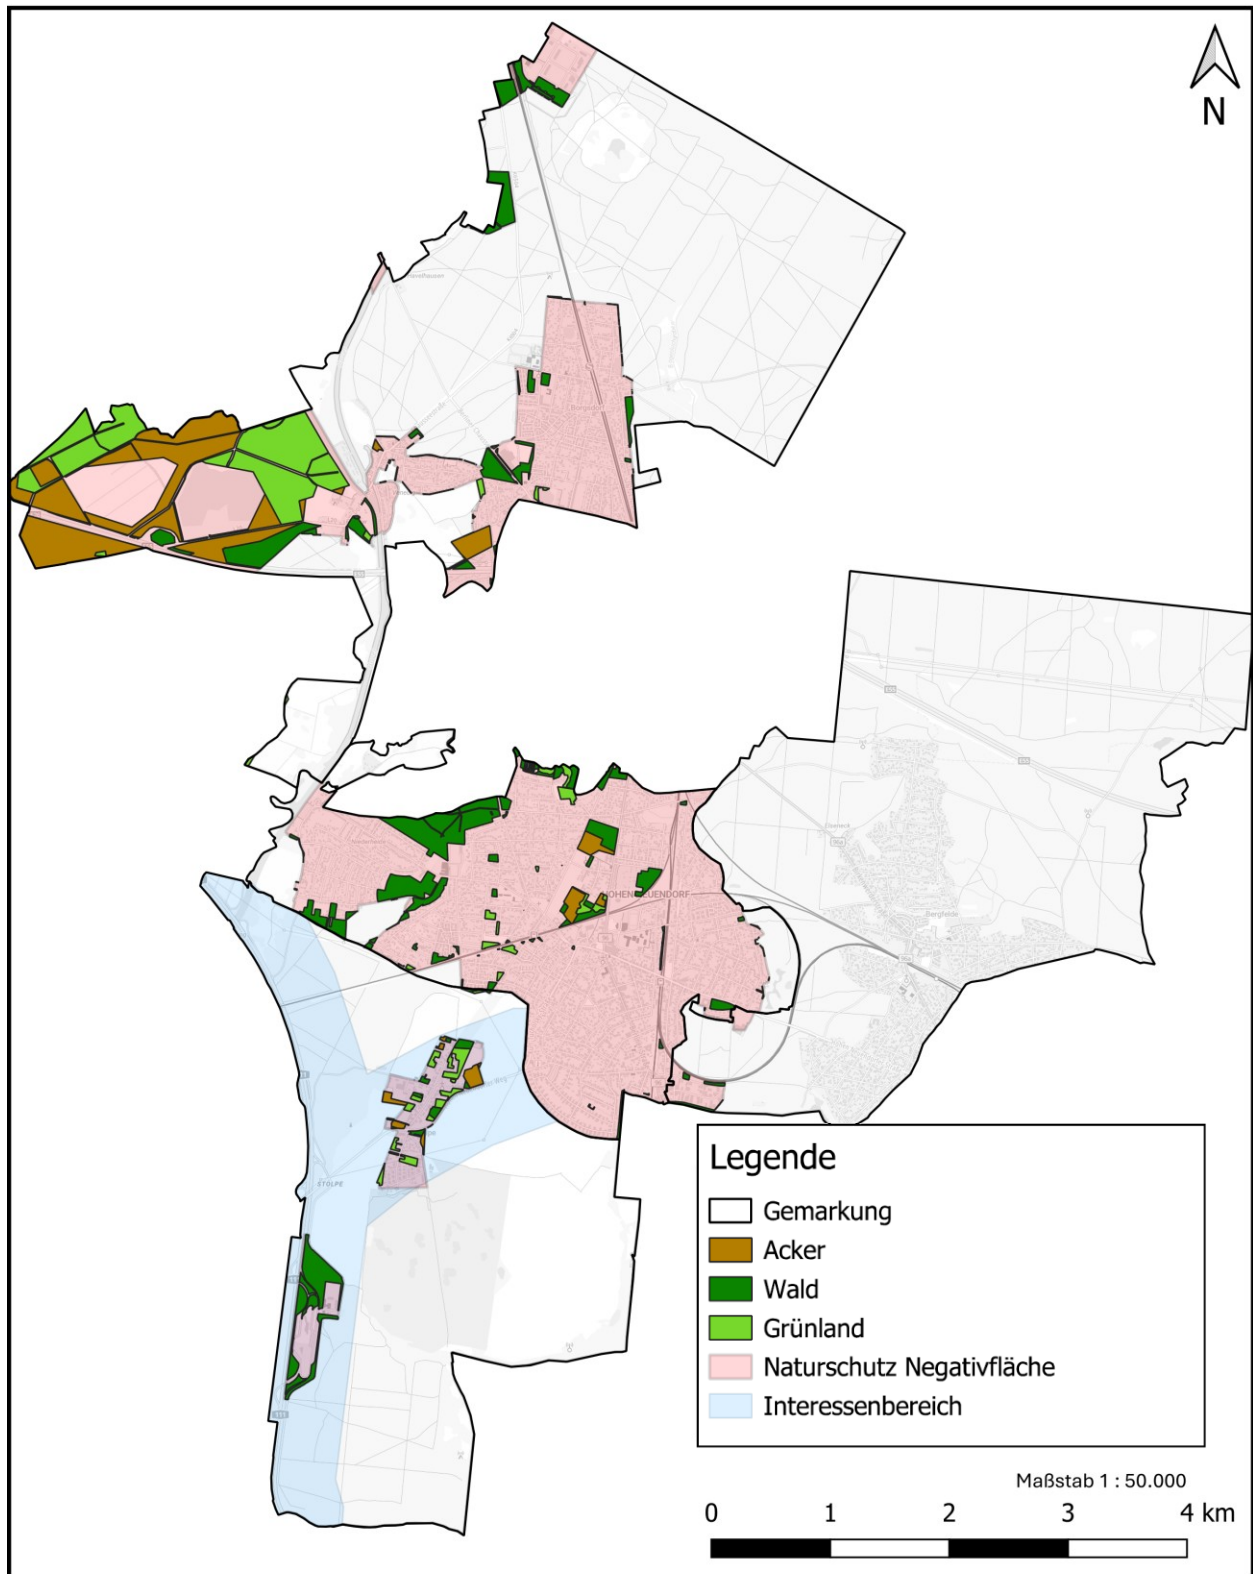 N
Borgsdorf
HOHEN NEUENDORF
Bergfelde
STOLPE
Legende
Gemarkung
Acker
Wald
Grünland
Naturschutz Negativfläche
Interessenbereich
Maßstab 1 : 50.000
0 1 2 3 4 km